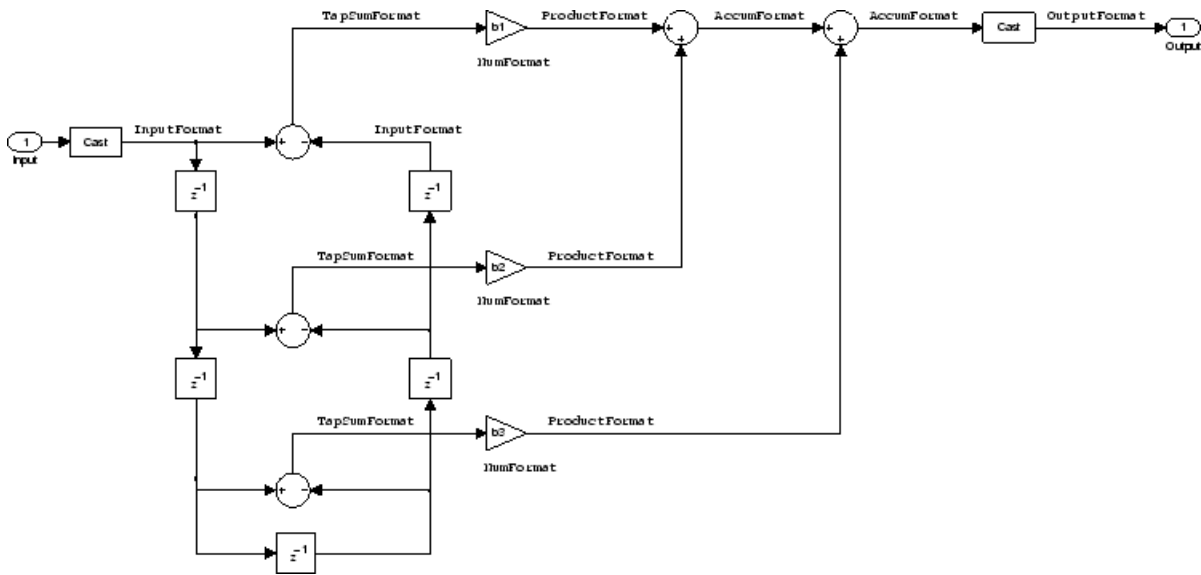 TapSumFormat
b1
ProductFormat
NumFormat
+
+
AccumFormat
+
+
AccumFormat
Cast
OutputFormat
1
Output
1
Input
Cast
InputFormat
+
−
InputFormat
z⁻¹
z⁻¹
TapSumFormat
b2
ProductFormat
NumFormat
+
−
z⁻¹
z⁻¹
TapSumFormat
b3
ProductFormat
NumFormat
+
−
z⁻¹